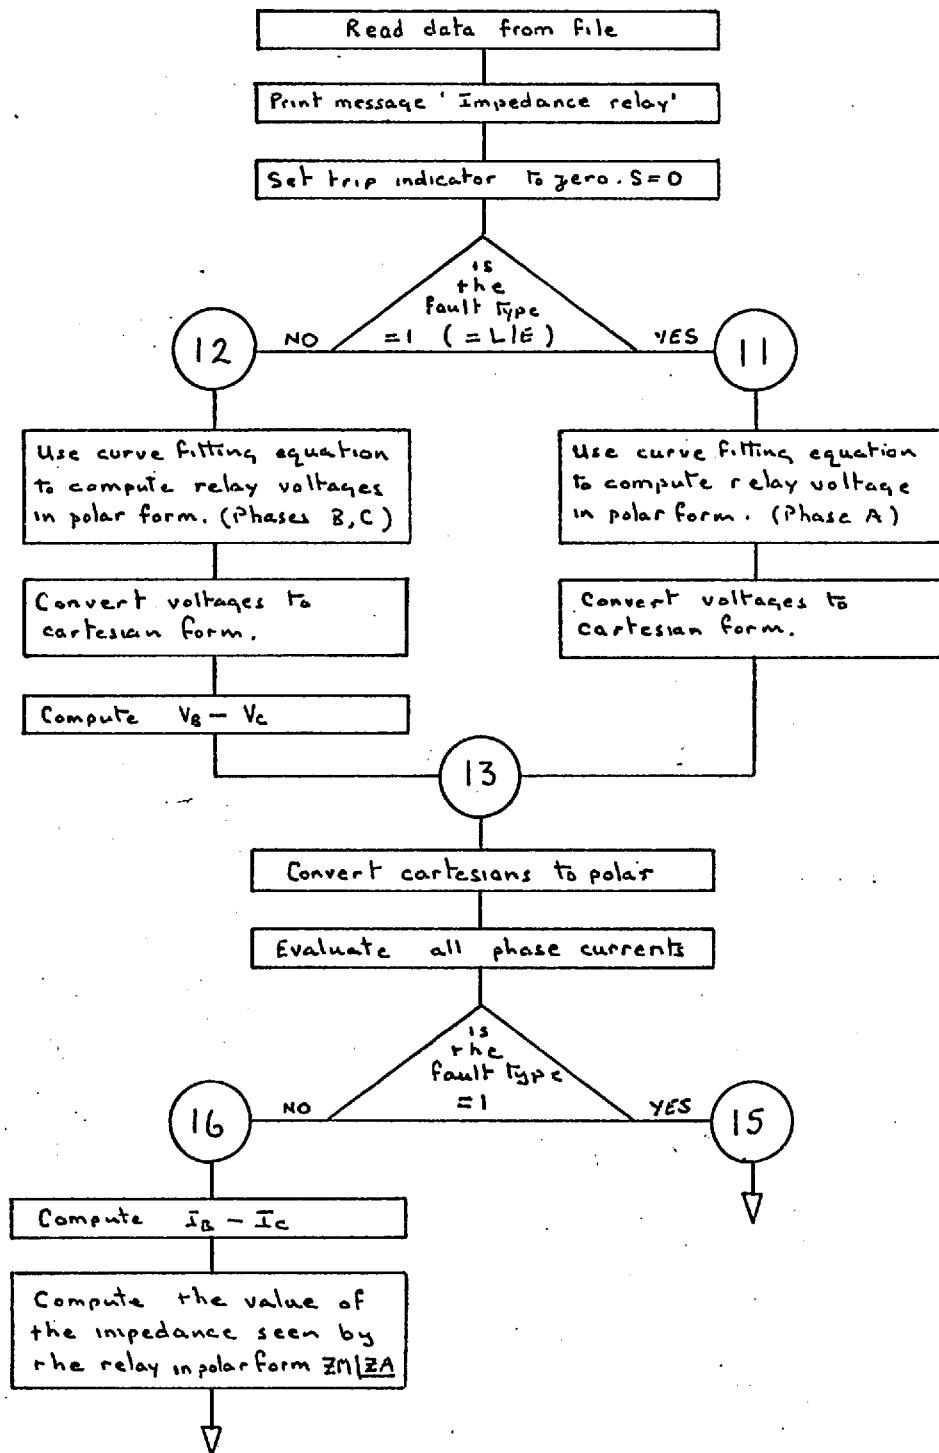 Read data from file
Print message 'Impedance relay'
Set trip indicator to zero. S=0
is
the
fault type
=1 (=L/E)
NO
YES
12
11
Use curve fitting equation
to compute relay voltages
in polar form. (Phases B,C)
Use curve fitting equation
to compute relay voltage
in polar form. (Phase A)
Convert voltages to
cartesian form.
Convert voltages to
cartesian form.
Compute VB - VC
13
Convert cartesians to polar
Evaluate all phase currents
is
the
fault type
=1
NO
YES
16
15
Compute IB - IC
Compute the value of
the impedance seen by
the relay in polar form ZM|ZA